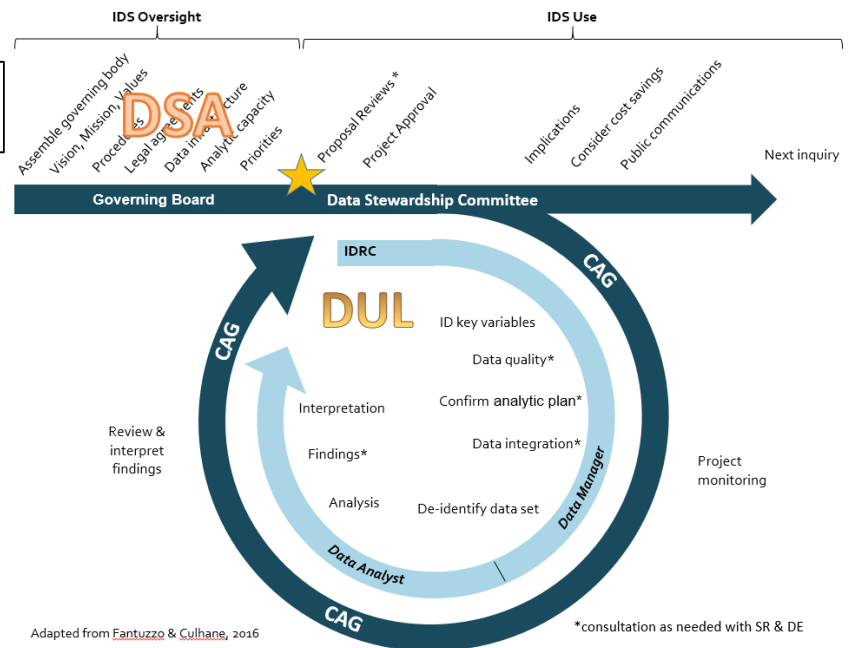 IDS Oversight
IDS Use
Assemble governing body
Vision, Mission, Values
Procedures
Legal agreements
Data infrastructure
Analytic capacity
Priorities
DSA
Proposal Reviews *
Project Approval
Implications
Consider cost savings
Public communications
Next inquiry
Governing Board
Data Stewardship Committee
IDRC
CAG
DUL
CAG
ID key variables
Data quality*
Confirm analytic plan*
Data integration*
De-identify data set
Data Manager
Interpretation
Findings*
Analysis
Data Analyst
Review &
interpret
findings
Project
monitoring
CAG
Adapted from Fantuzzo & Culhane, 2016
*consultation as needed with SR & DE